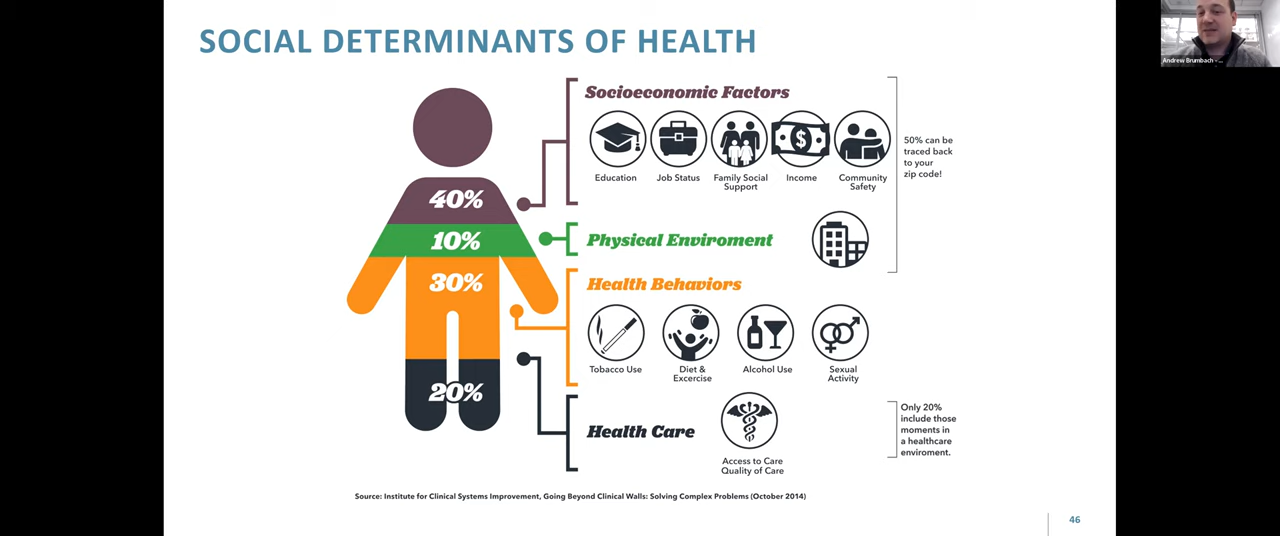 SOCIAL DETERMINANTS OF HEALTH
Andrew Brumbach - ...
Socioeconomic Factors
Education
Job Status
Family Social
Support
Income
Community
Safety
50% can be
traced back
to your
zip code!
40%
10%
Physical Enviroment
30%
Health Behaviors
Tobacco Use
Diet &
Excercise
Alcohol Use
Sexual
Activity
20%
Health Care
Access to Care
Quality of Care
Only 20%
include those
moments in
a healthcare
enviroment.
Source: Institute for Clinical Systems Improvement, Going Beyond Clinical Walls: Solving Complex Problems (October 2014)
46